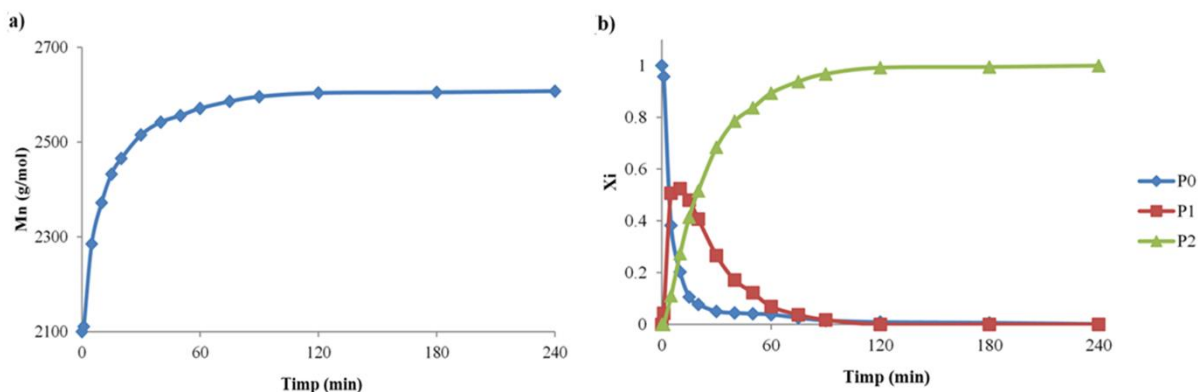 a)
2700
2500
2300
2100
Mn (g/mol)
0 60 120 180 240
Timp (min)
b)
1
0.8
0.6
0.4
0.2
0
Xi
0 60 120 180 240
Timp (min)
P0
P1
P2